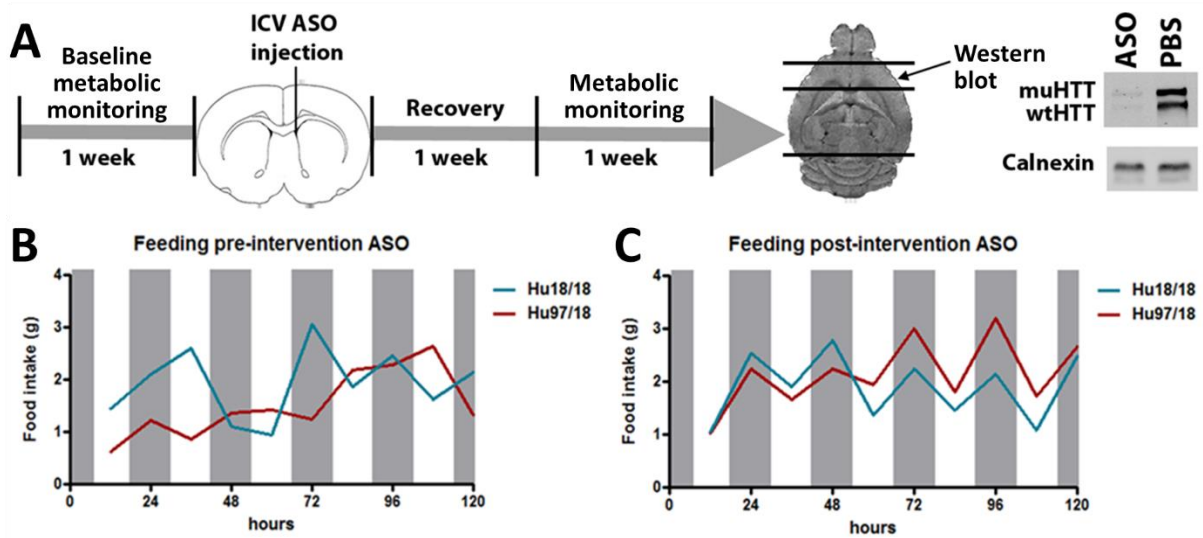 A
Baseline
metabolic
monitoring
1 week
ICV ASO
injection
Recovery
1 week
Metabolic
monitoring
1 week
Western
blot
ASO
PBS
muHTT
wtHTT
Calnexin
B
Feeding pre-intervention ASO
Food intake (g)
4
3
2
1
0
0 24 48 72 96 120
hours
Hu18/18
Hu97/18
C
Feeding post-intervention ASO
Food intake (g)
4
3
2
1
0
0 24 48 72 96 120
hours
Hu18/18
Hu97/18